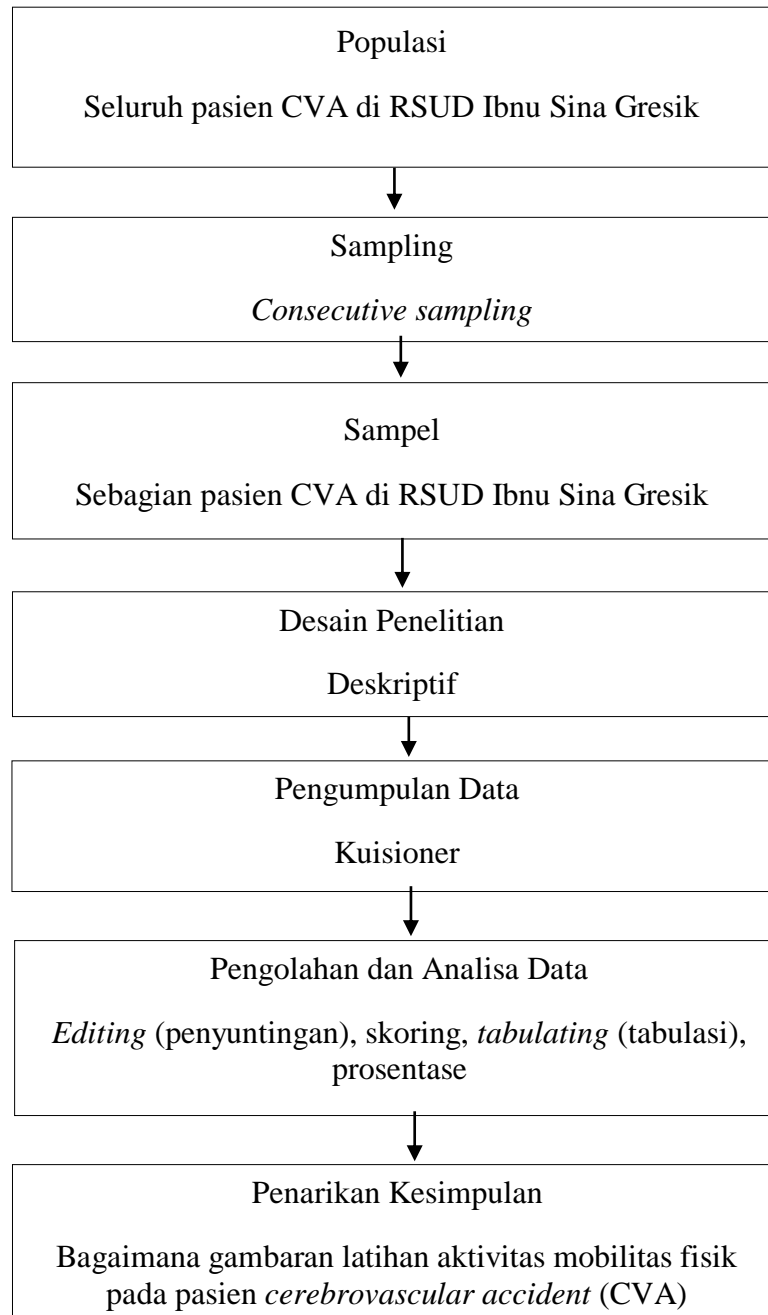 Populasi
Seluruh pasien CVA di RSUD Ibnu Sina Gresik
Sampling
Consecutive sampling
Sampel
Sebagian pasien CVA di RSUD Ibnu Sina Gresik
Desain Penelitian
Deskriptif
Pengumpulan Data
Kuisioner
Pengolahan dan Analisa Data
Editing (penyuntingan), skoring, tabulating (tabulasi),
prosentase
Penarikan Kesimpulan
Bagaimana gambaran latihan aktivitas mobilitas fisik
pada pasien cerebrovascular accident (CVA)